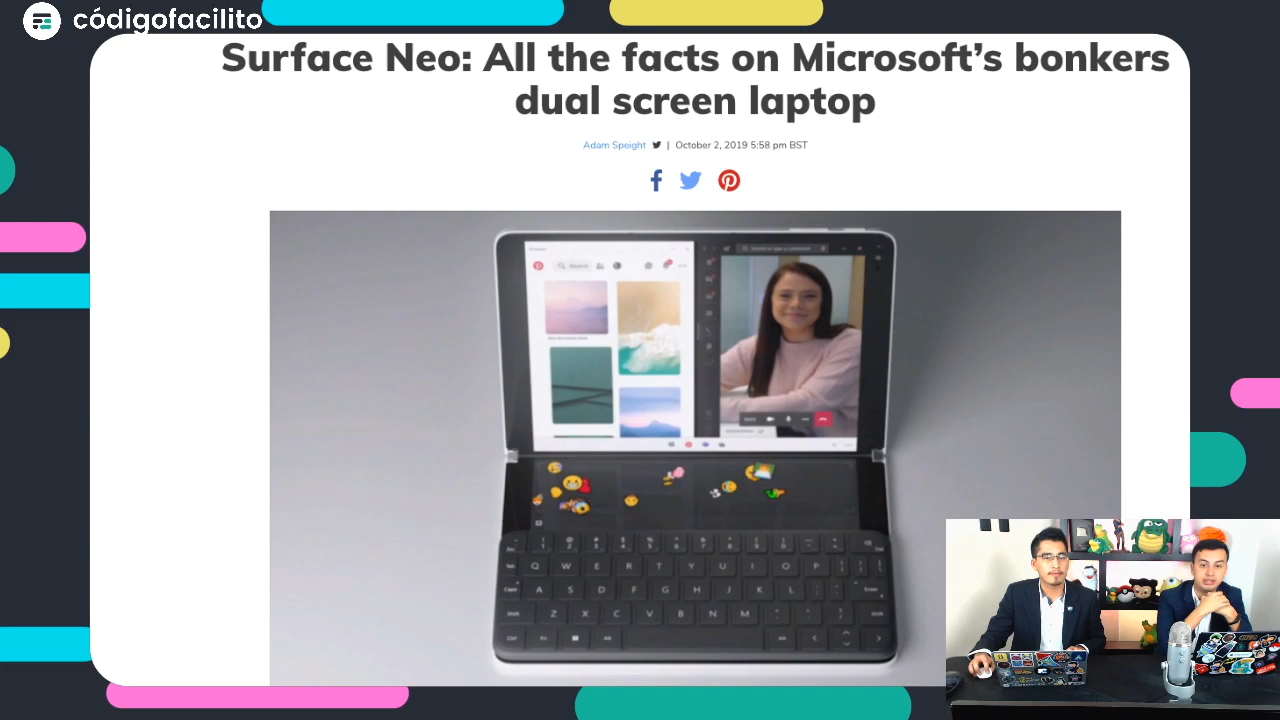 códigofacilito
Surface Neo: All the facts on Microsoft's bonkers
dual screen laptop
Adam Speight | October 2, 2019 5:58 pm BST
Search
Q W E R T Y U I O P
A S D F G H J K L
Z X C V B N M